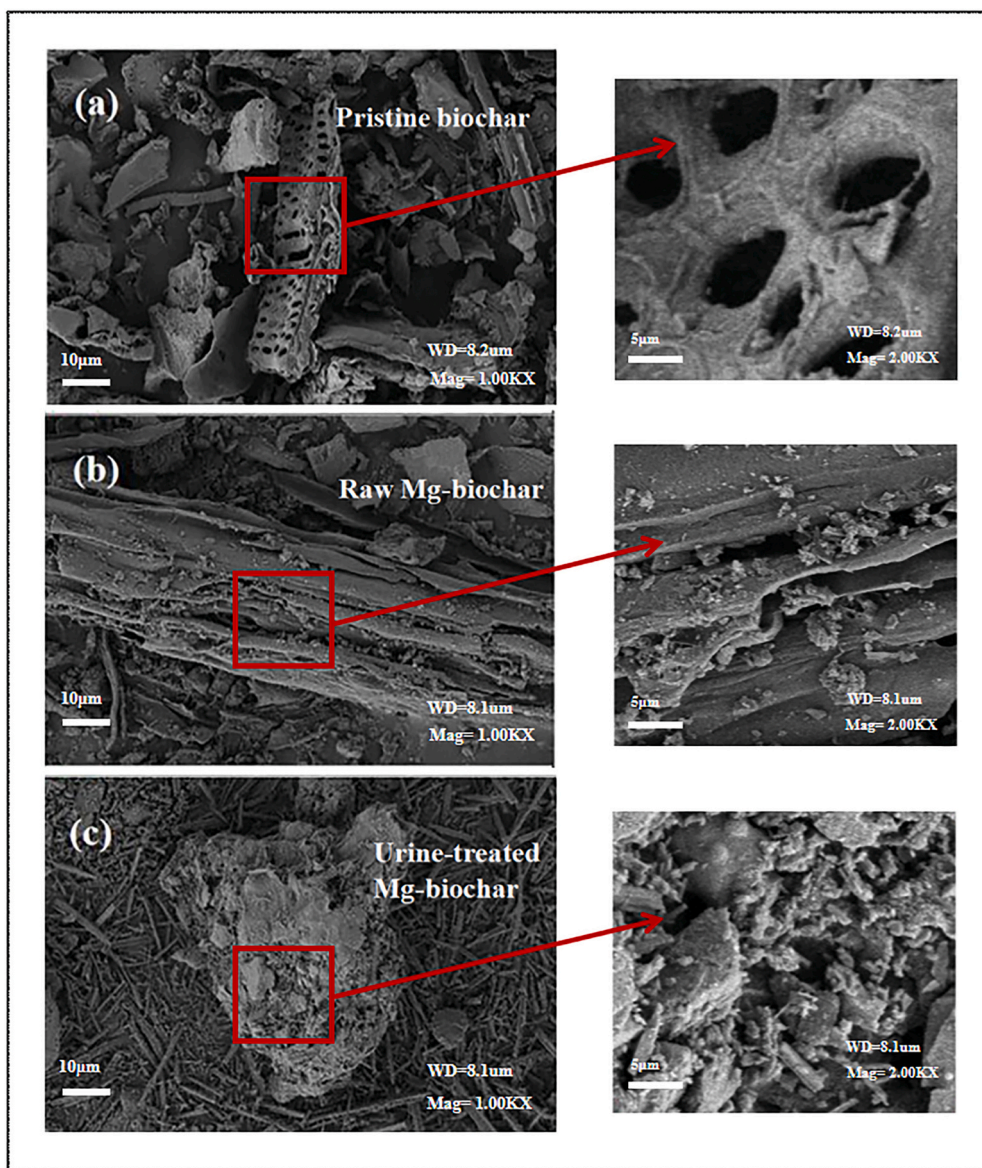 (a)
Pristine biochar
10μm
WD=8.2um
Mag= 1.00KX
5μm
WD=8.2um
Mag= 2.00KX
(b)
Raw Mg-biochar
10μm
WD=8.1um
Mag= 1.00KX
5μm
WD=8.1um
Mag= 2.00KX
(c)
Urine-treated
Mg-biochar
10μm
WD=8.1um
Mag= 1.00KX
5μm
WD=8.1um
Mag= 2.00KX